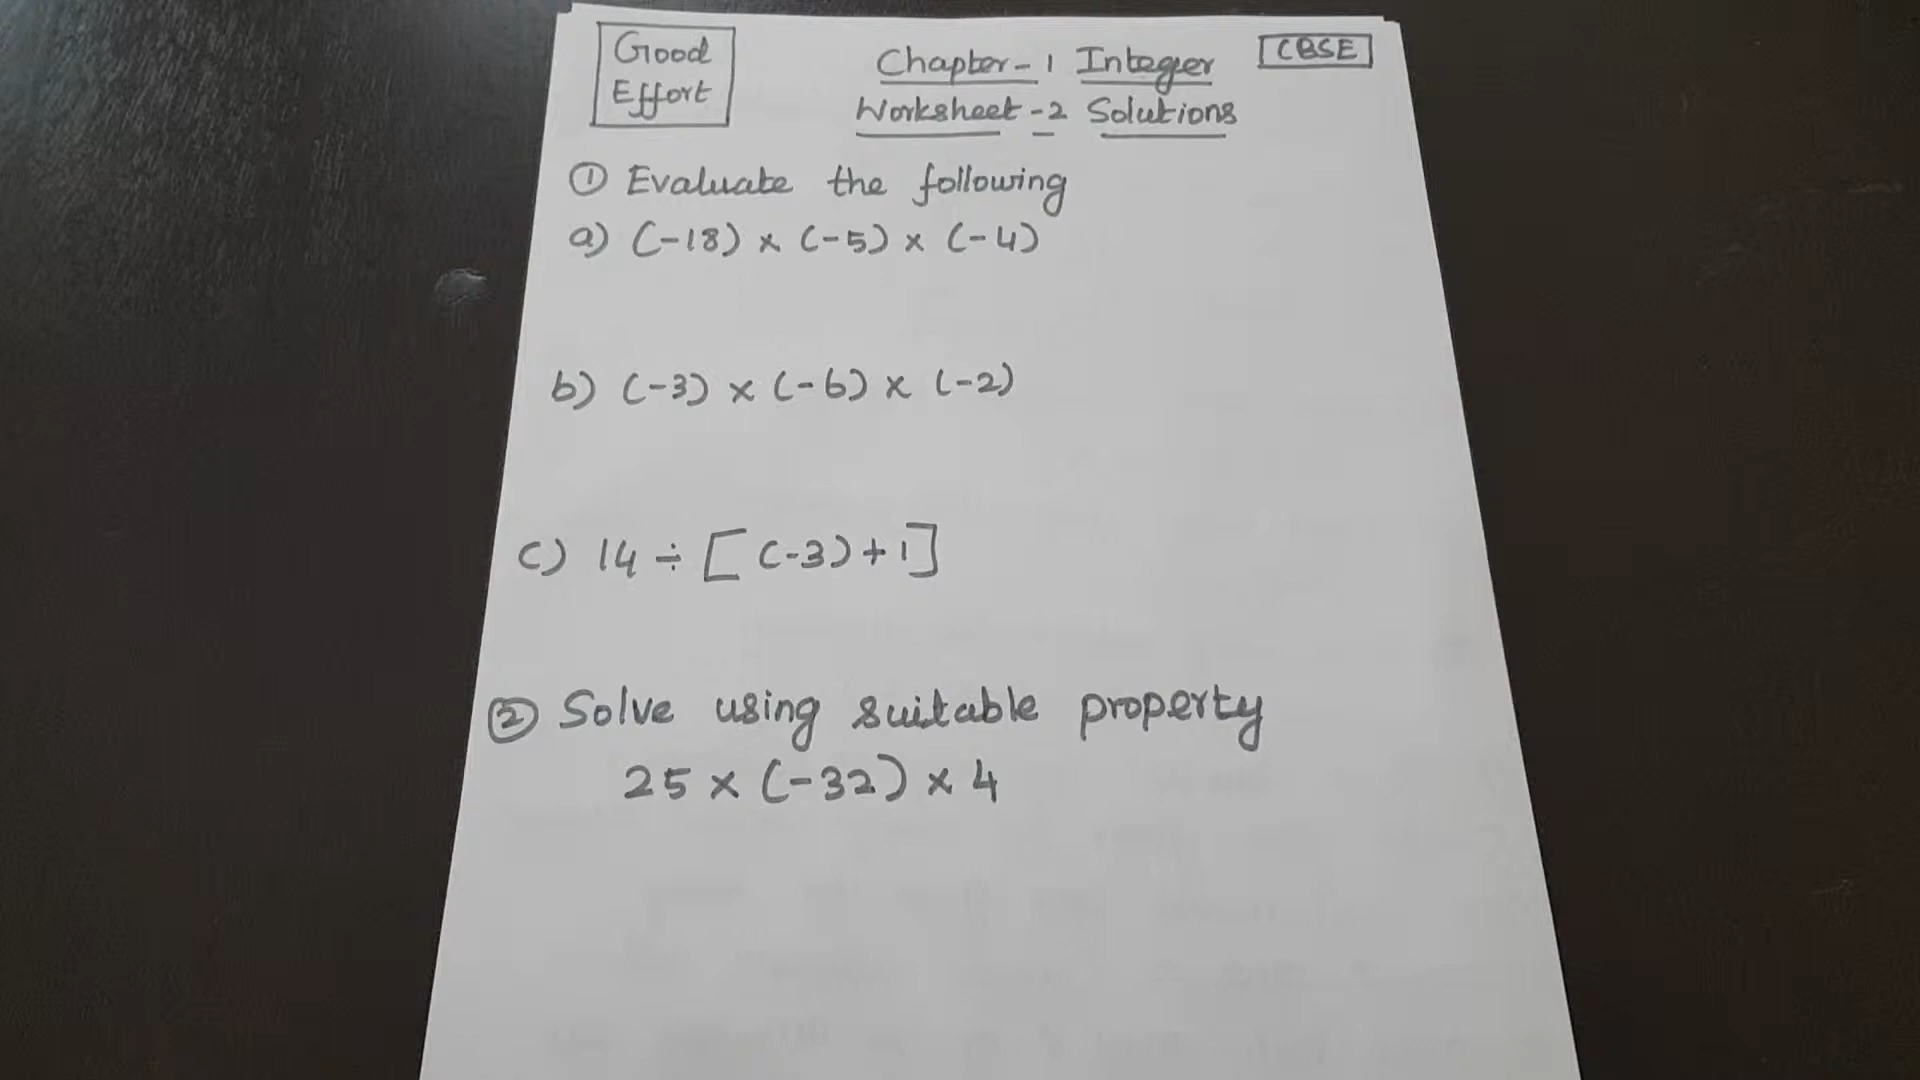 Good
Effort
Chapter-1 Integer
CBSE
Worksheet-2 Solutions
① Evaluate the following
a) (-18) × (-5) × (-4)
b) (-3) × (-6) × (-2)
c) 14 ÷ [(-3)+1]
② Solve using suitable property
25 × (-32) × 4